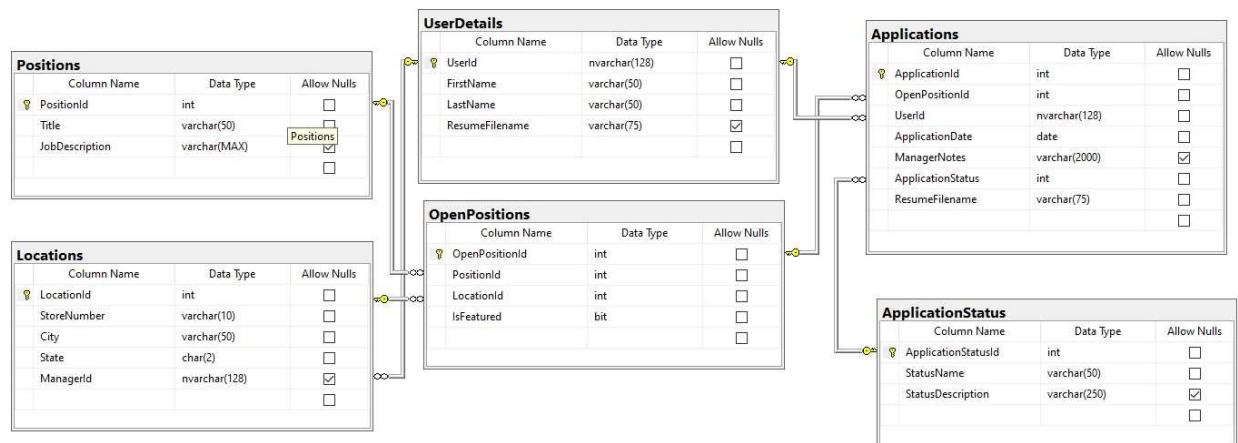 Positions
Column Name Data Type Allow Nulls
PositionId int
Title varchar(50)
Positions
JobDescription varchar(MAX)
Locations
Column Name Data Type Allow Nulls
LocationId int
StoreNumber varchar(10)
City varchar(50)
State char(2)
ManagerId nvarchar(128)
UserDetails
Column Name Data Type Allow Nulls
UserId nvarchar(128)
FirstName varchar(50)
LastName varchar(50)
ResumeFilename varchar(75)
OpenPositions
Column Name Data Type Allow Nulls
OpenPositionId int
PositionId int
LocationId int
IsFeatured bit
Applications
Column Name Data Type Allow Nulls
ApplicationId int
OpenPositionId int
UserId nvarchar(128)
ApplicationDate date
ManagerNotes varchar(2000)
ApplicationStatus int
ResumeFilename varchar(75)
ApplicationStatus
Column Name Data Type Allow Nulls
ApplicationStatusId int
StatusName varchar(50)
StatusDescription varchar(250)